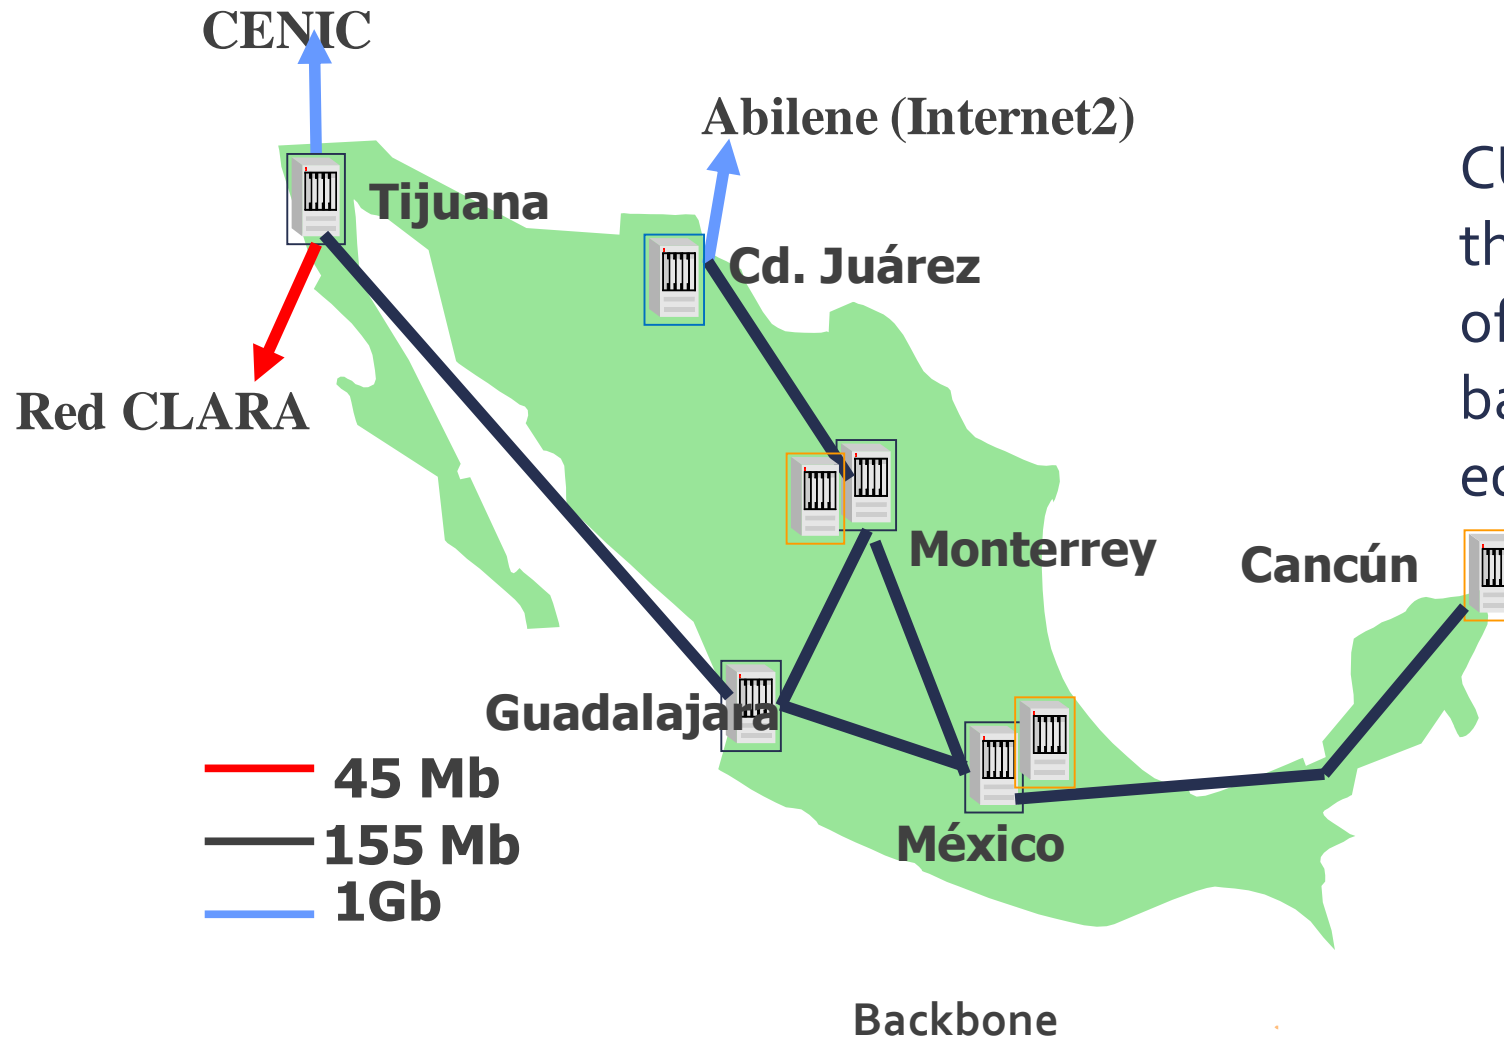 CENIC
Abilene (Internet2)
Tijuana
Cd. Juárez
Red CLARA
Monterrey
Cancún
Guadalajara
México
45 Mb
155 Mb
1Gb
Backbone